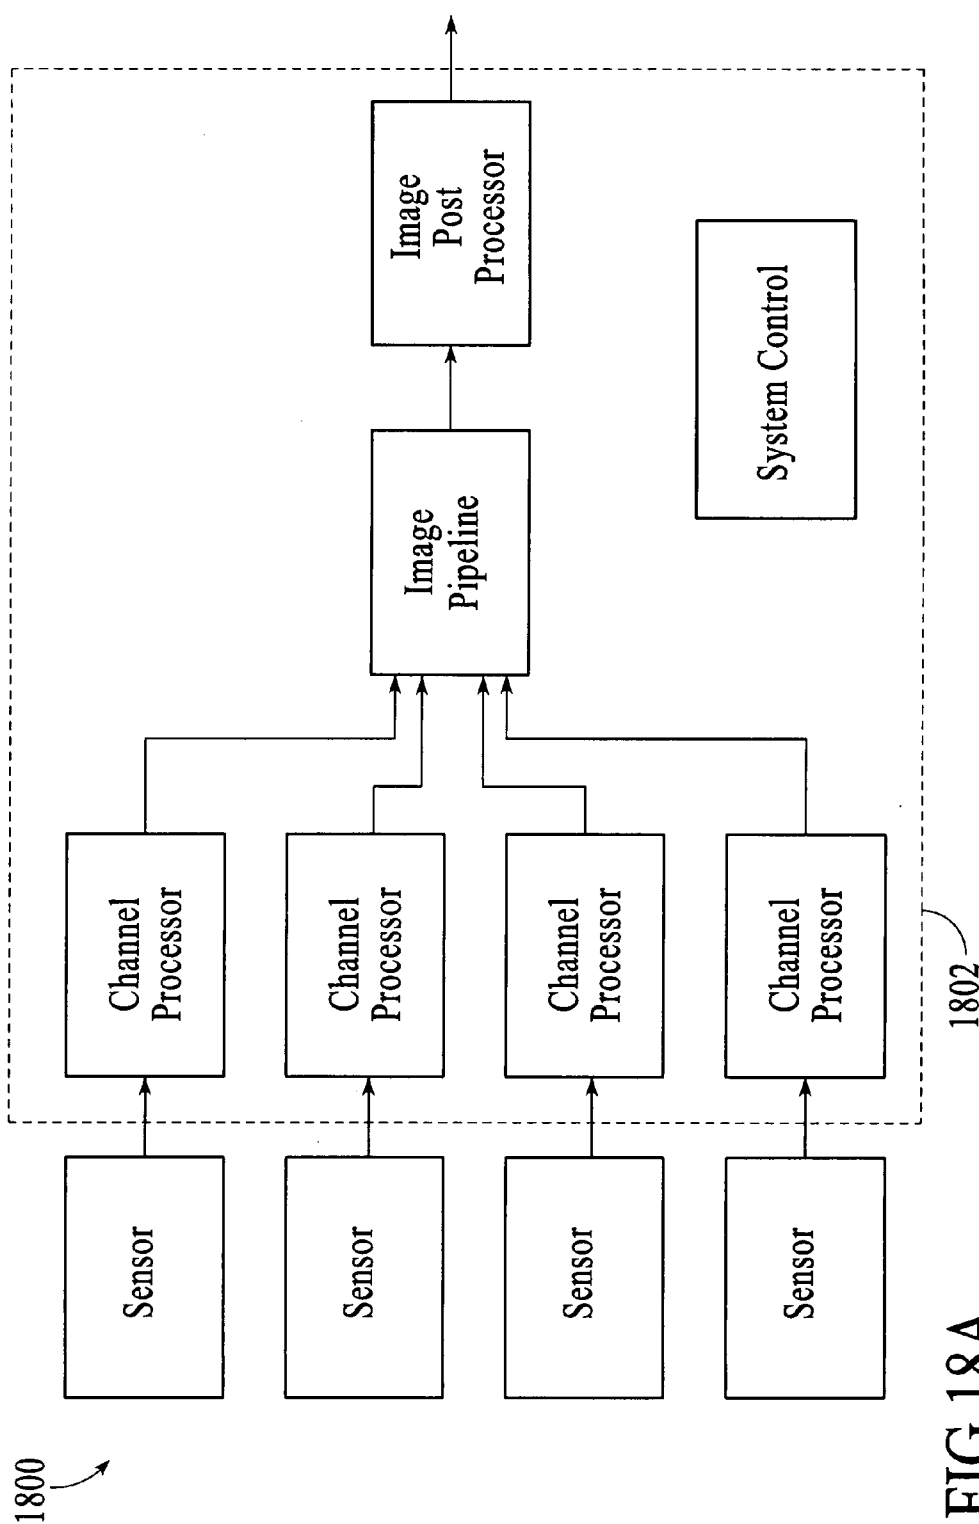 1800
Sensor
Sensor
Sensor
Sensor
Channel
Processor
Channel
Processor
Channel
Processor
Channel
Processor
Image
Pipeline
Image
Post
Processor
System Control
1802
FIG 18A